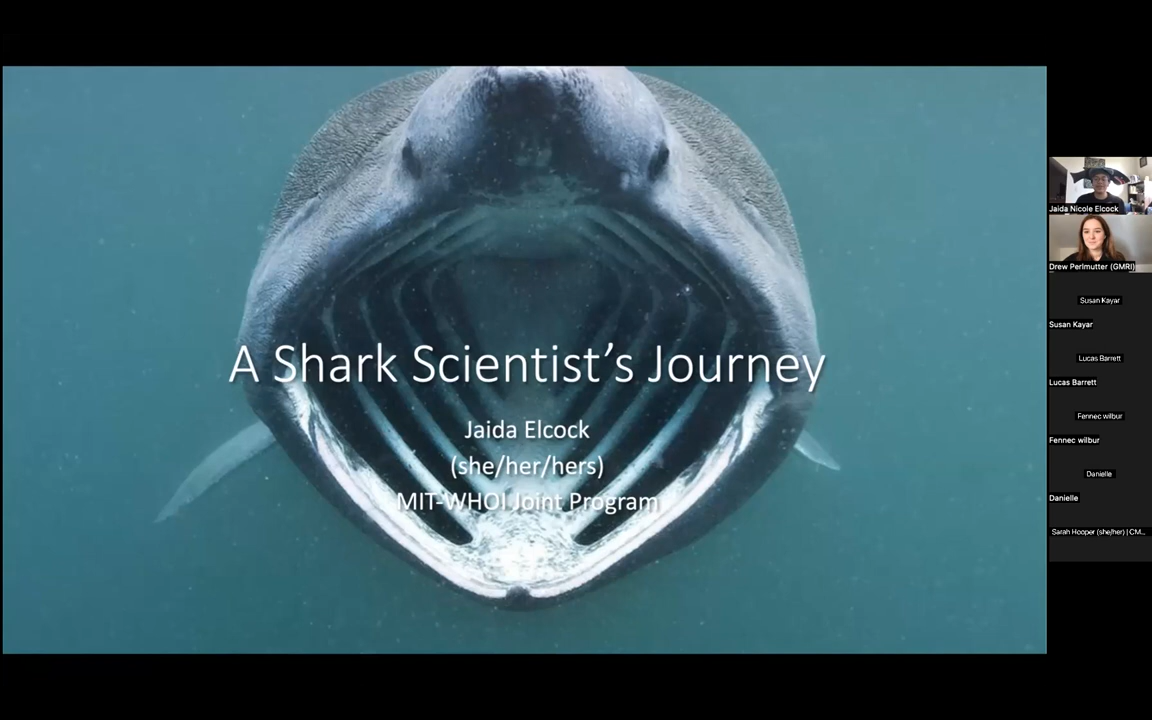 A Shark Scientist's Journey
Jaida Elcock
(she/her/hers)
MIT-WHOI Joint Program
Jaida Nicole Elcock
Drew Perlmutter (GMRI)
Susan Kayar
Susan Kayar
Lucas Barrett
Lucas Barrett
Fennec wilbur
Fennec wilbur
Danielle
Danielle
Sarah Hooper (she/her) | CM...